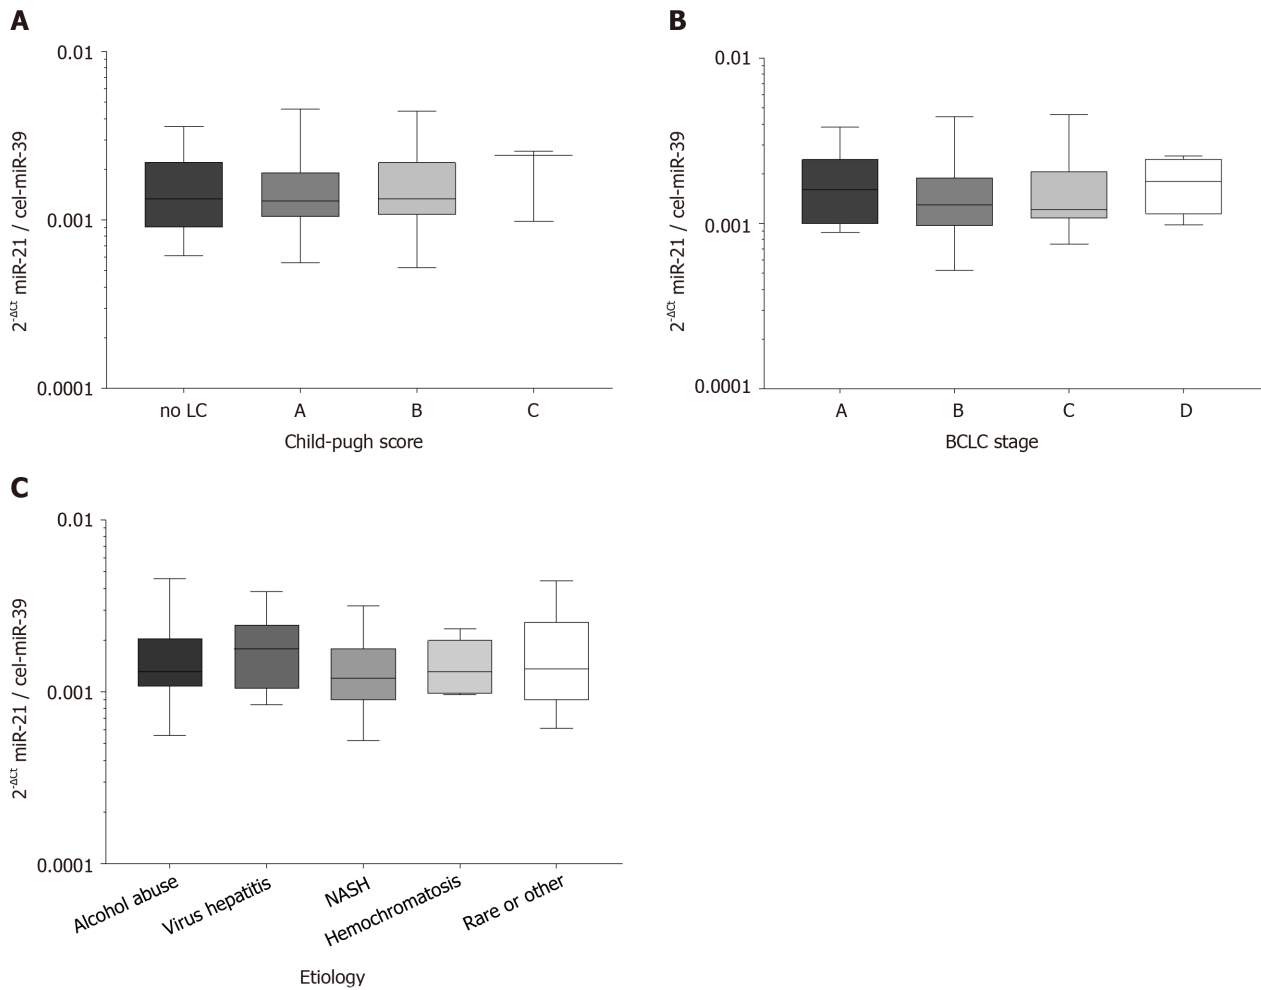 A
0.01
0.001
0.0001
2-ΔCt miR-21 / cel-miR-39
no LC A B C
Child-pugh score
B
0.01
0.001
0.0001
2-ΔCt miR-21 / cel-miR-39
A B C D
BCLC stage
C
0.01
0.001
0.0001
2-ΔCt miR-21 / cel-miR-39
Alcohol abuse
Virus hepatitis
NASH
Hemochromatosis
Rare or other
Etiology